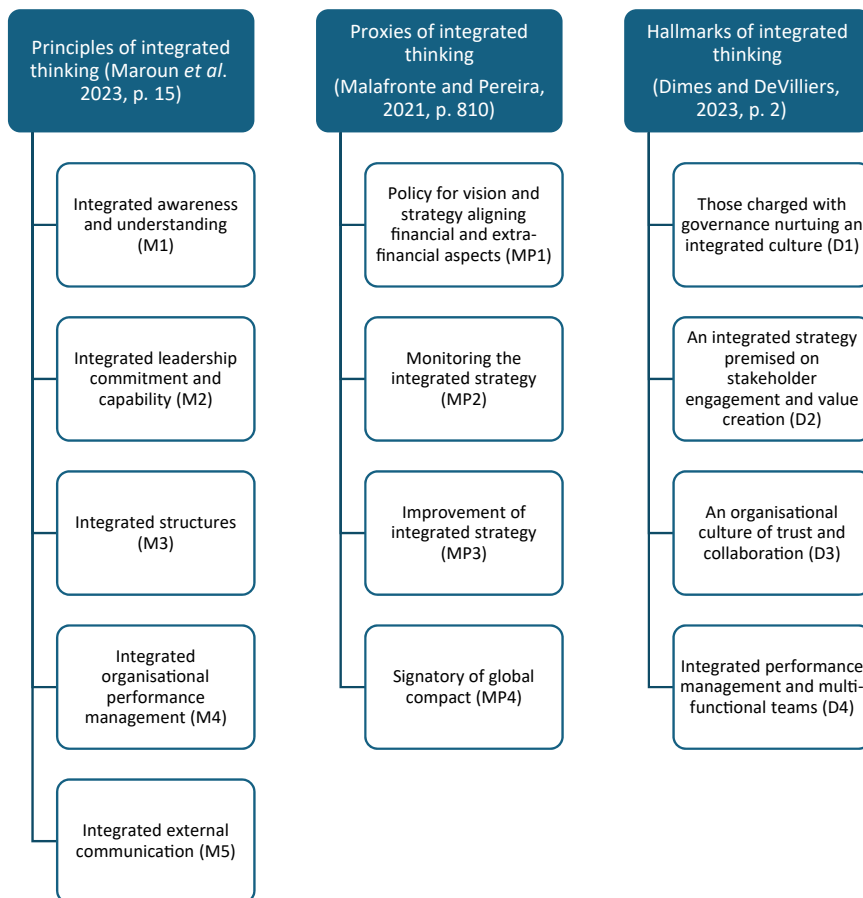 Principles of integrated
thinking (Maroun et al.
2023, p. 15)
Integrated awareness
and understanding
(M1)
Integrated leadership
commitment and
capability (M2)
Integrated structures
(M3)
Integrated
organisational
performance
management (M4)
Integrated external
communication (M5)
Proxies of integrated
thinking
(Malafronte and Pereira,
2021, p. 810)
Policy for vision and
strategy aligning
financial and extra-
financial aspects (MP1)
Monitoring the
integrated strategy
(MP2)
Improvement of
integrated strategy
(MP3)
Signatory of global
compact (MP4)
Hallmarks of integrated
thinking
(Dimes and DeVilliers,
2023, p. 2)
Those charged with
governance nurtuing an
integrated culture (D1)
An integrated strategy
premised on
stakeholder
engagement and value
creation (D2)
An organisational
culture of trust and
collaboration (D3)
Integrated performance
management and multi-
functional teams (D4)